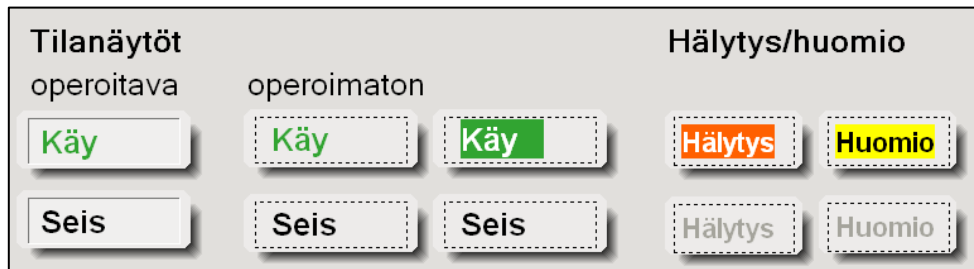 Tilanäytöt Hälytys/huomio
operoitava operoimaton
Käy Käy Käy Hälytys Huomio
Seis Seis Seis Hälytys Huomio